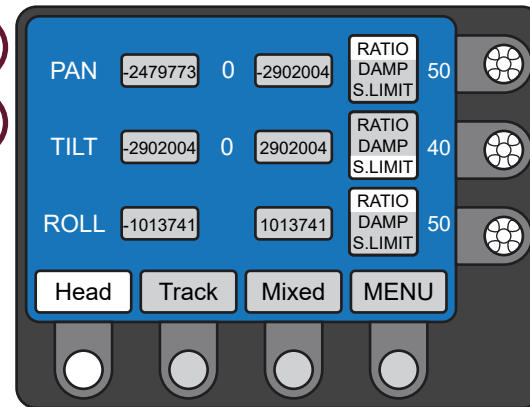 PAN -2479773 0 -2902004 RATIO DAMP S.LIMIT 50
TILT -2902004 0 2902004 RATIO DAMP S.LIMIT 40
ROLL -1013741 1013741 RATIO DAMP S.LIMIT 50
Head Track Mixed MENU